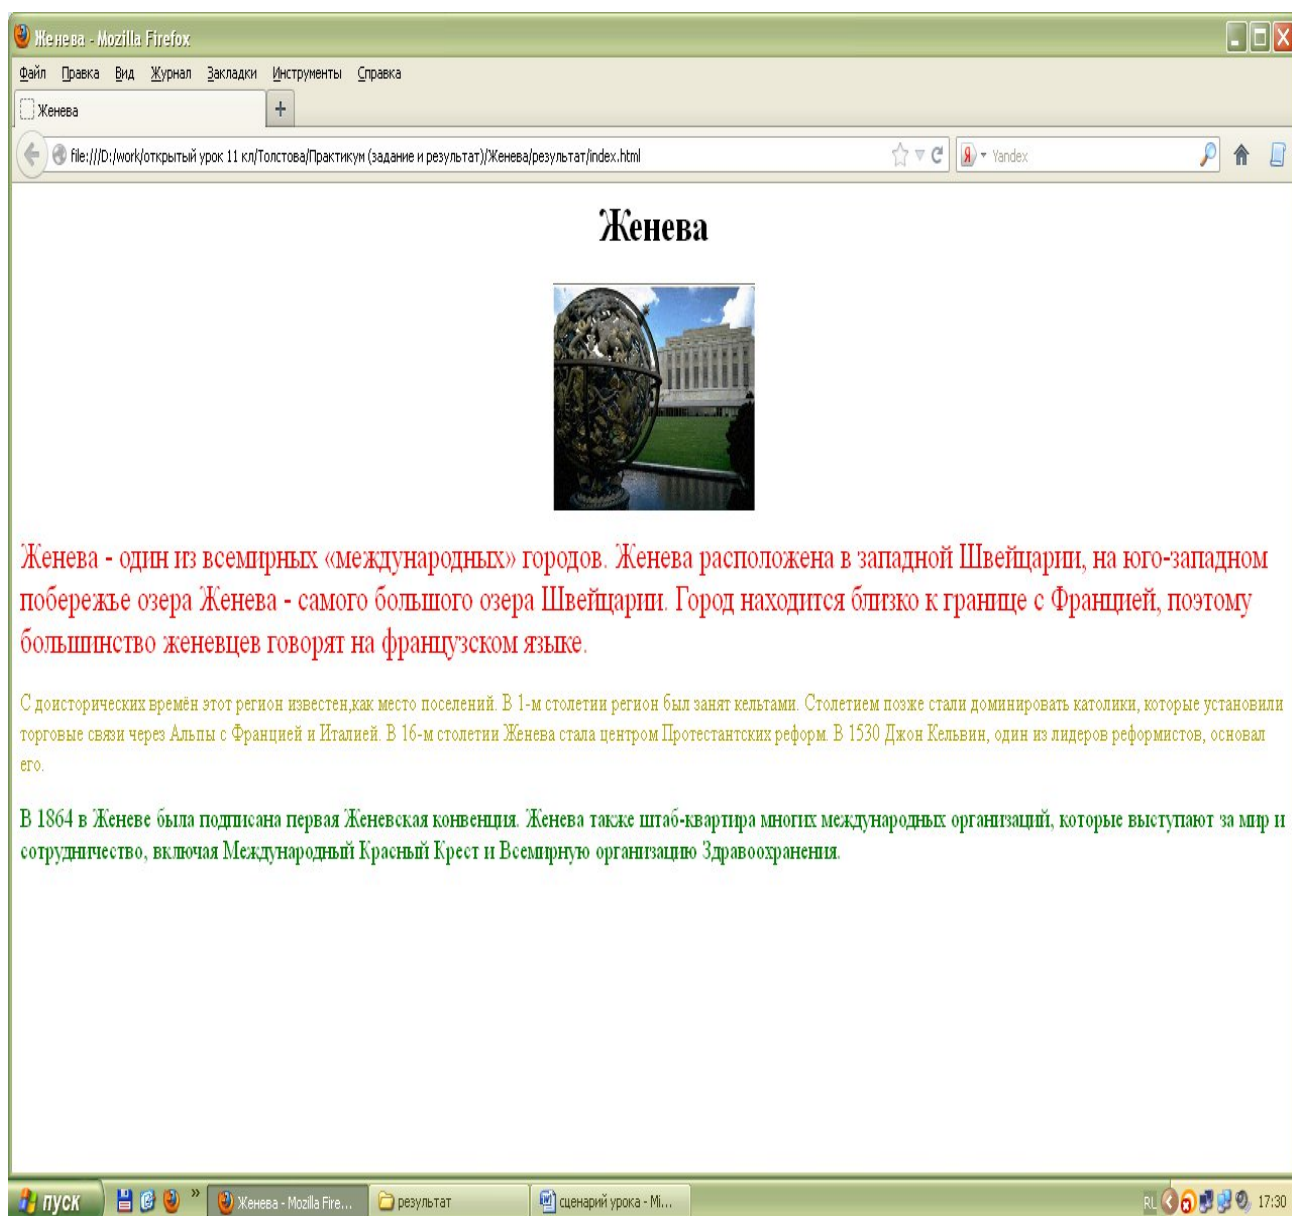 Женева - Mozilla Firefox
Файл Правка Вид Журнал Закладки Инструменты Справка
Женева +
file:///D:/work/открытый урок 11 кл/Толстова/Практикум (задание и результат)/Женева/результат/index.html Я Yandex
Женева
Женева - один из всемирных «международных» городов. Женева расположена в западной Швейцарии, на юго-западном
побережье озера Женева - самого большого озера Швейцарии. Город находится близко к границе с Францией, поэтому
большинство женевцев говорят на французском языке.
С доисторических времён этот регион известен,как место поселений. В 1-м столетии регион был занят кельтами. Столетием позже стали доминировать католики, которые установили
торговые связи через Альпы с Францией и Италией. В 16-м столетии Женева стала центром Протестантских реформ. В 1530 Джон Кельвин, один из лидеров реформистов, основал
его.
В 1864 в Женеве была подписана первая Женевская конвенция. Женева также штаб-квартира многих международных организаций, которые выступают за мир и
сотрудничество, включая Международный Красный Крест и Всемирную организацию Здравоохранения.
пуск » Женева - Mozilla Fire... результат сценарий урока - Mi... RL 17:30